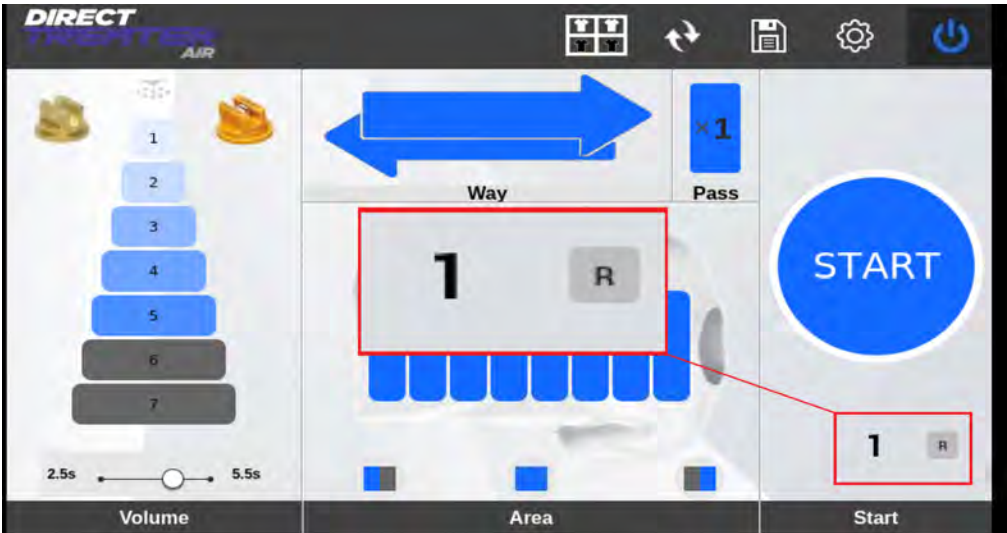 DIRECT
TREATER
AIR
1
2
3
4
5
6
7
2.5s
5.5s
Volume
Way
×1
Pass
1 R
Area
START
1 R
Start